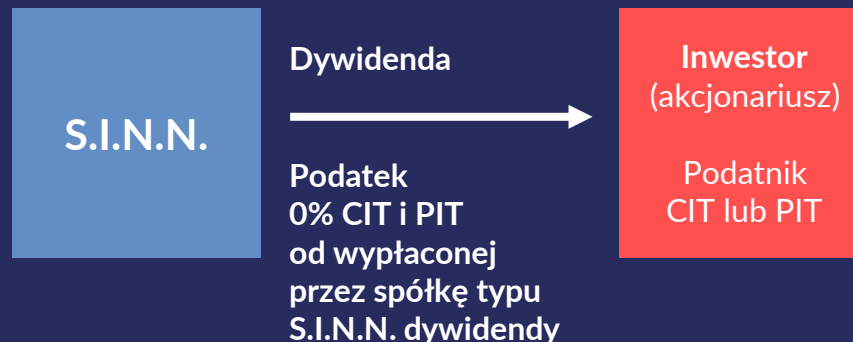 S.I.N.N.
Dywidenda
Podatek
0% CIT i PIT
od wypłaconej
przez spółkę typu
S.I.N.N. dywidendy
Inwestor
(akcjonariusz)
Podatnik
CIT lub PIT